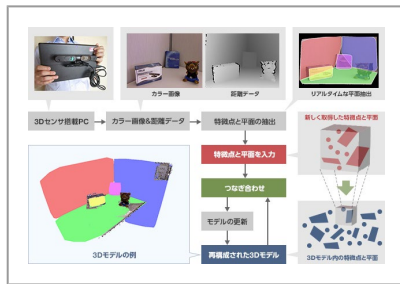 カラー画像
距離データ
リアルタイムな平面抽出
3Dセンサ搭載PC
カラー画像&距離データ
特徴点と平面の抽出
新しく取得した特徴点と平面
特徴点と平面を入力
つなぎ合わせ
モデルの更新
3Dモデルの例
再構成された3Dモデル
3Dモデル内の特徴点と平面